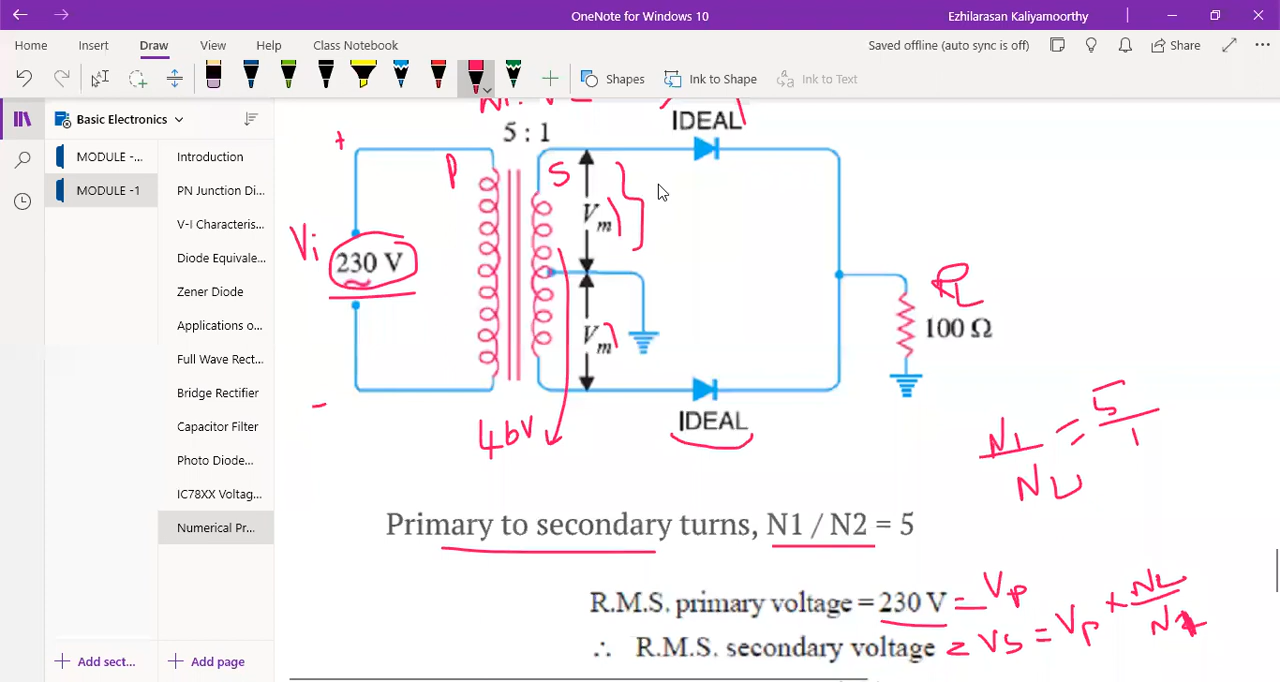 OneNote for Windows 10
Ezhilarasan Kaliyamoorthy
Home Insert Draw View Help Class Notebook
Saved offline (auto sync is off)
Share
Shapes
Ink to Shape
Ink to Text
Basic Electronics
MODULE -...
MODULE -1
Introduction
PN Junction Di...
V-I Characteris...
Diode Equivale...
Zener Diode
Applications o...
Full Wave Rect...
Bridge Rectifier
Capacitor Filter
Photo Diode...
IC78XX Voltag...
Numerical Pr...
Add sect...
Add page
IDEAL
5 : 1
+
P
S
Vm
Vi
230 V
RL
100 Ω
Vm
-
46V
IDEAL
N1/N2 = 5/1
Primary to secondary turns, N1 / N2 = 5
R.M.S. primary voltage = 230 V = Vp
∴ R.M.S. secondary voltage = Vs = Vp × N2/N1